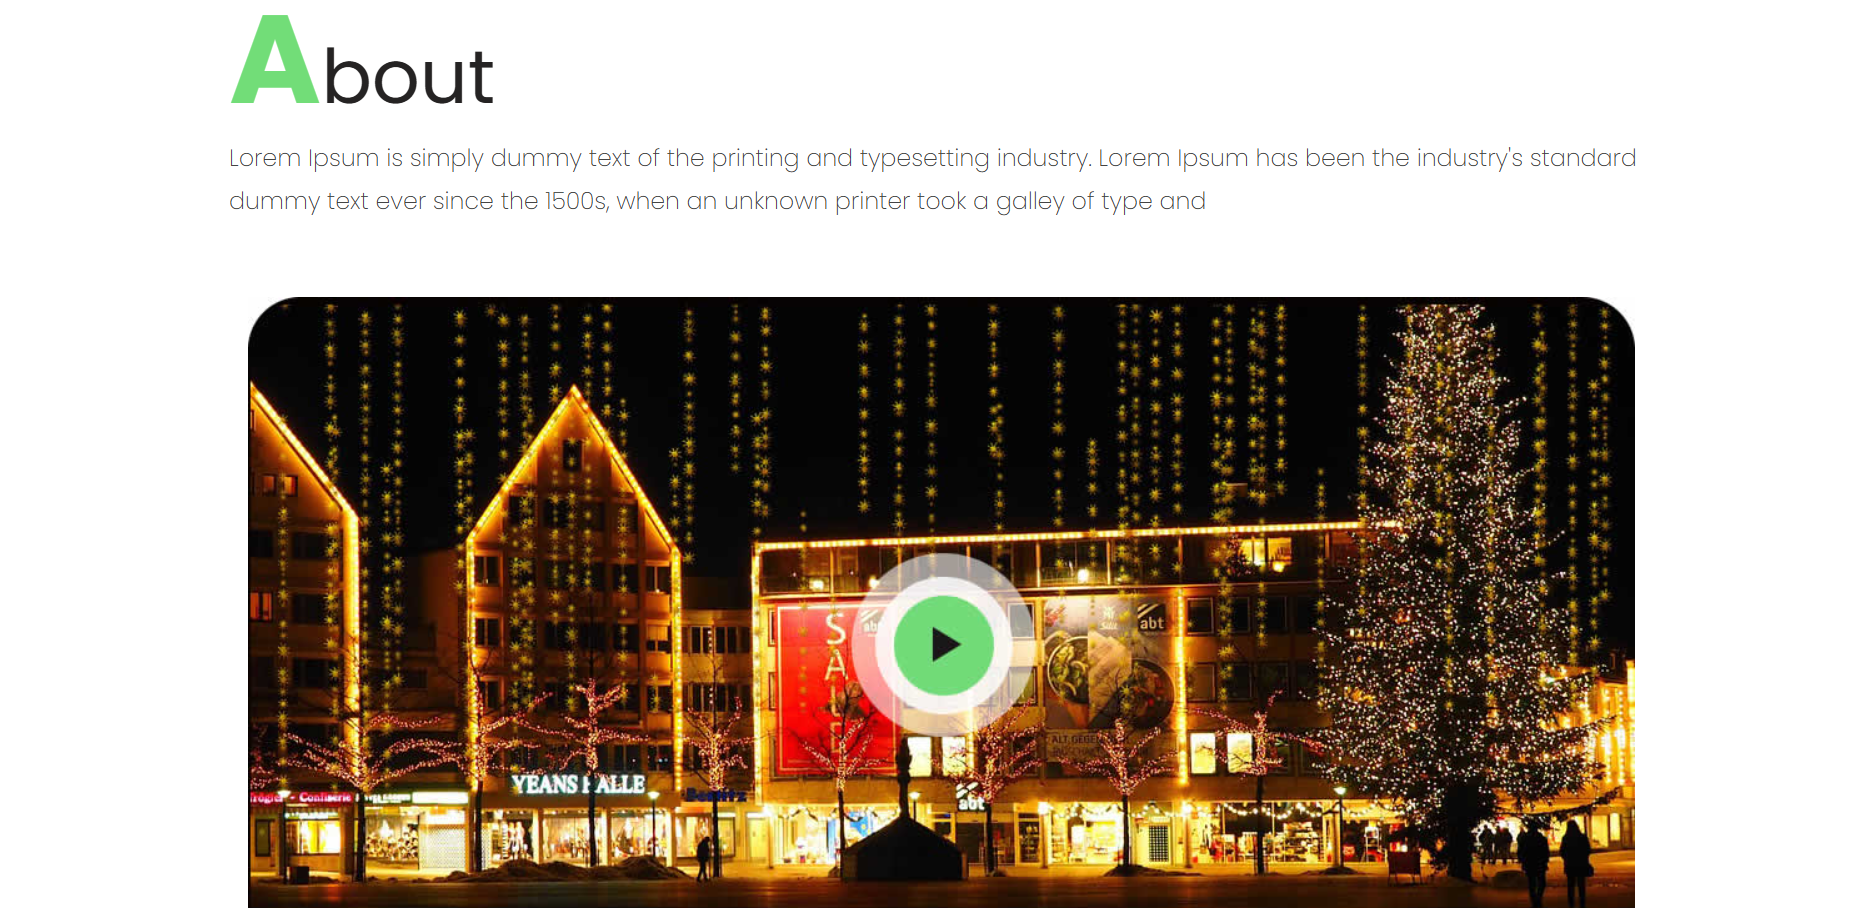 About
Lorem Ipsum is simply dummy text of the printing and typesetting industry. Lorem Ipsum has been the industry's standard
dummy text ever since the 1500s, when an unknown printer took a galley of type and
SALE
abt
abt
YEANS HALLE
Confiserie
abt